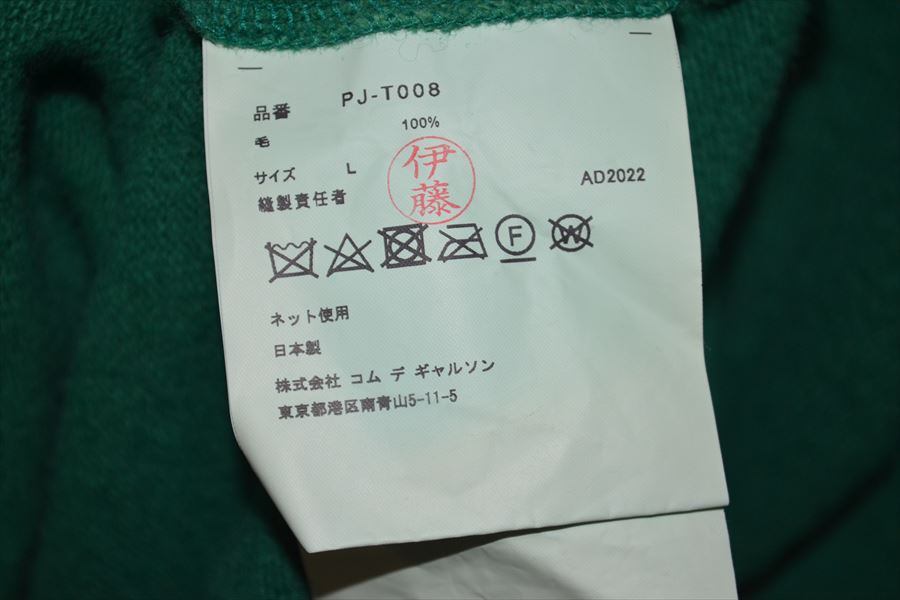 品番 PJ-T008
毛 100%
サイズ L AD2022
縫製責任者 伊藤
F W
ネット使用
日本製
株式会社 コム デ ギャルソン
東京都港区南青山5-11-5